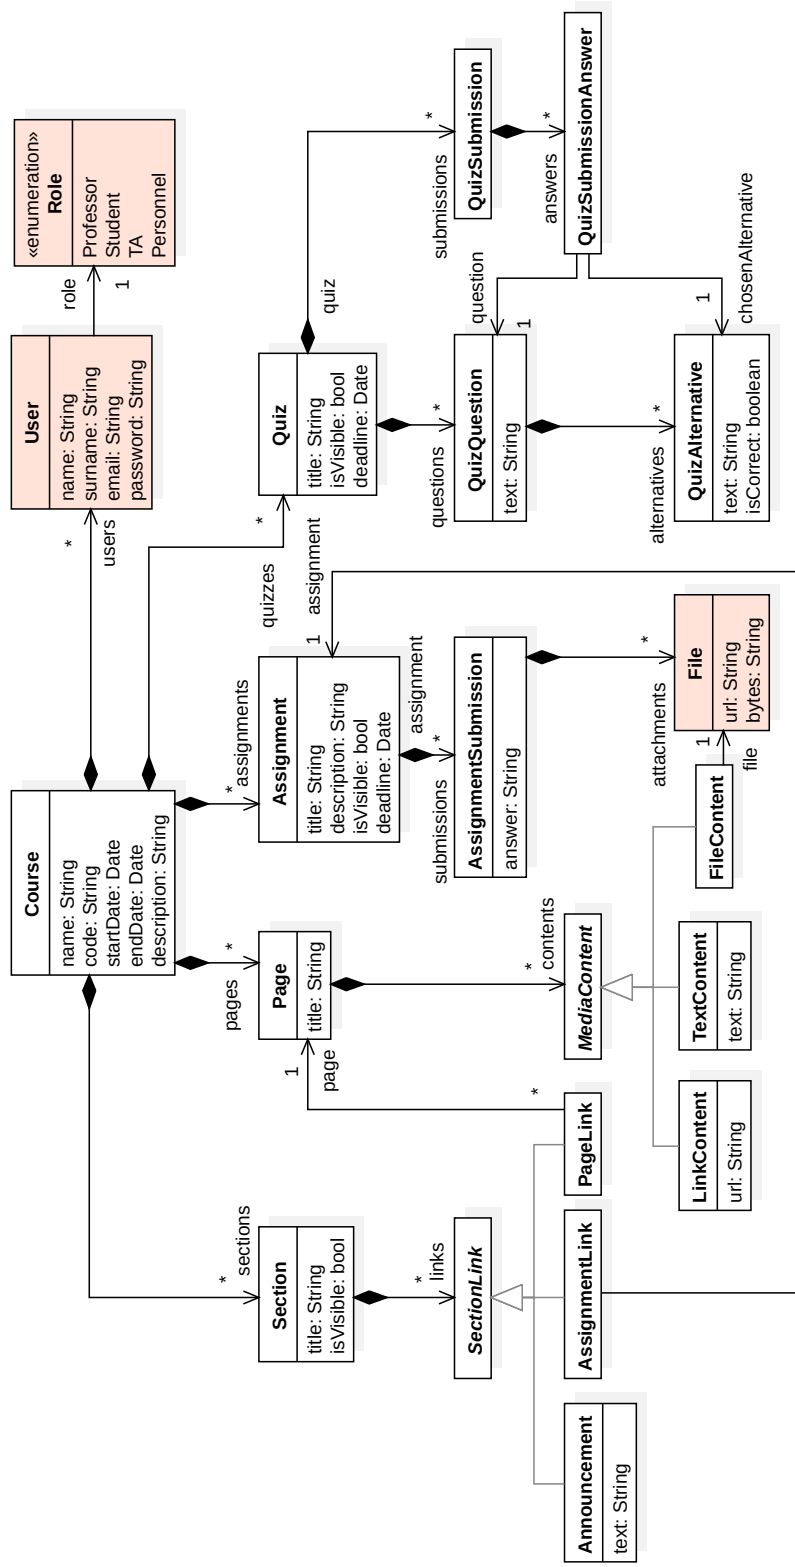 Course
name: String
code: String
startDate: Date
endDate: Date
description: String
User
name: String
surname: String
email: String
password: String
«enumeration»
Role
Professor
Student
TA
Personnel
role
1
*
users
*
sections
pages
*
*
assignments
quizzes
*
Section
title: String
isVisible: bool
Page
title: String
Assignment
title: String
description: String
isVisible: bool
deadline: Date
Quiz
title: String
isVisible: bool
deadline: Date
1
page
1
assignment
quiz
*
links
submissions
*
assignment
questions
*
submissions
*
SectionLink
AssignmentSubmission
answer: String
QuizQuestion
text: String
QuizSubmission
question
1
answers
*
*
*
contents
Announcement
text: String
AssignmentLink
PageLink
MediaContent
QuizSubmissionAnswer
attachments
*
alternatives
*
1
chosenAlternative
LinkContent
url: String
TextContent
text: String
FileContent
1
file
File
url: String
bytes: String
QuizAlternative
text: String
isCorrect: boolean